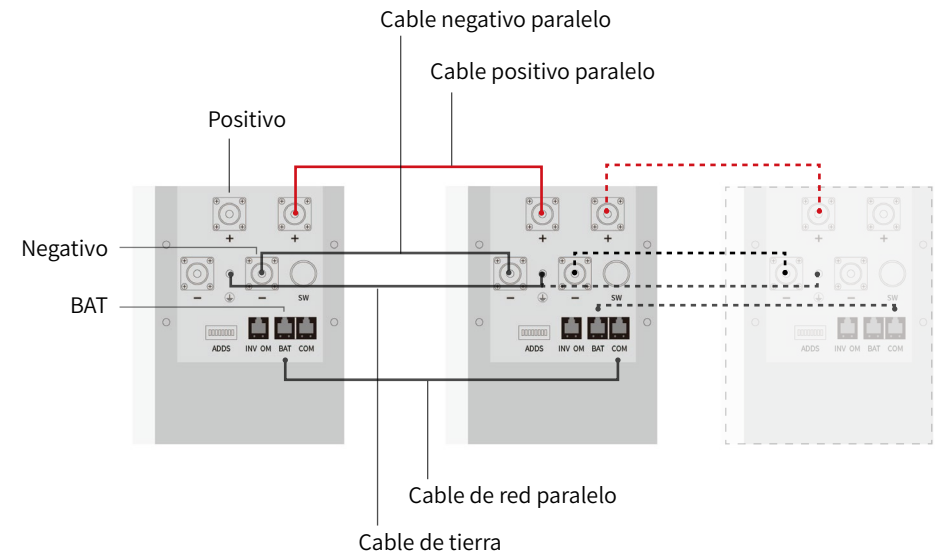 Cable negativo paralelo
Cable positivo paralelo
Positivo
+ +
+ +
+ +
Negativo
− − SW
− − SW
− − SW
BAT
ADDS INV OM BAT COM
ADDS INV OM BAT COM
ADDS INV OM BAT COM
Cable de red paralelo
Cable de tierra